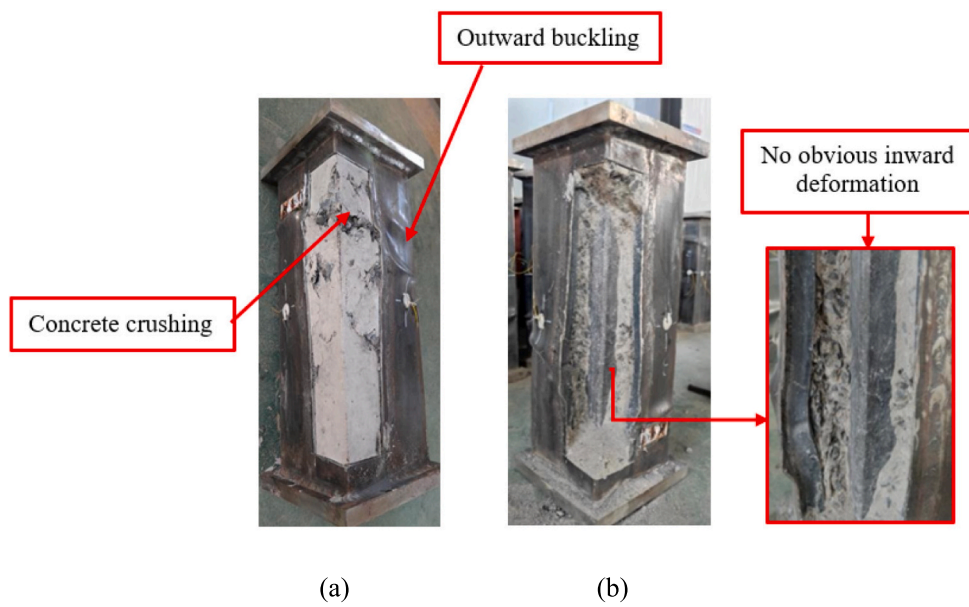 Outward buckling
No obvious inward
deformation
Concrete crushing
(a)
(b)